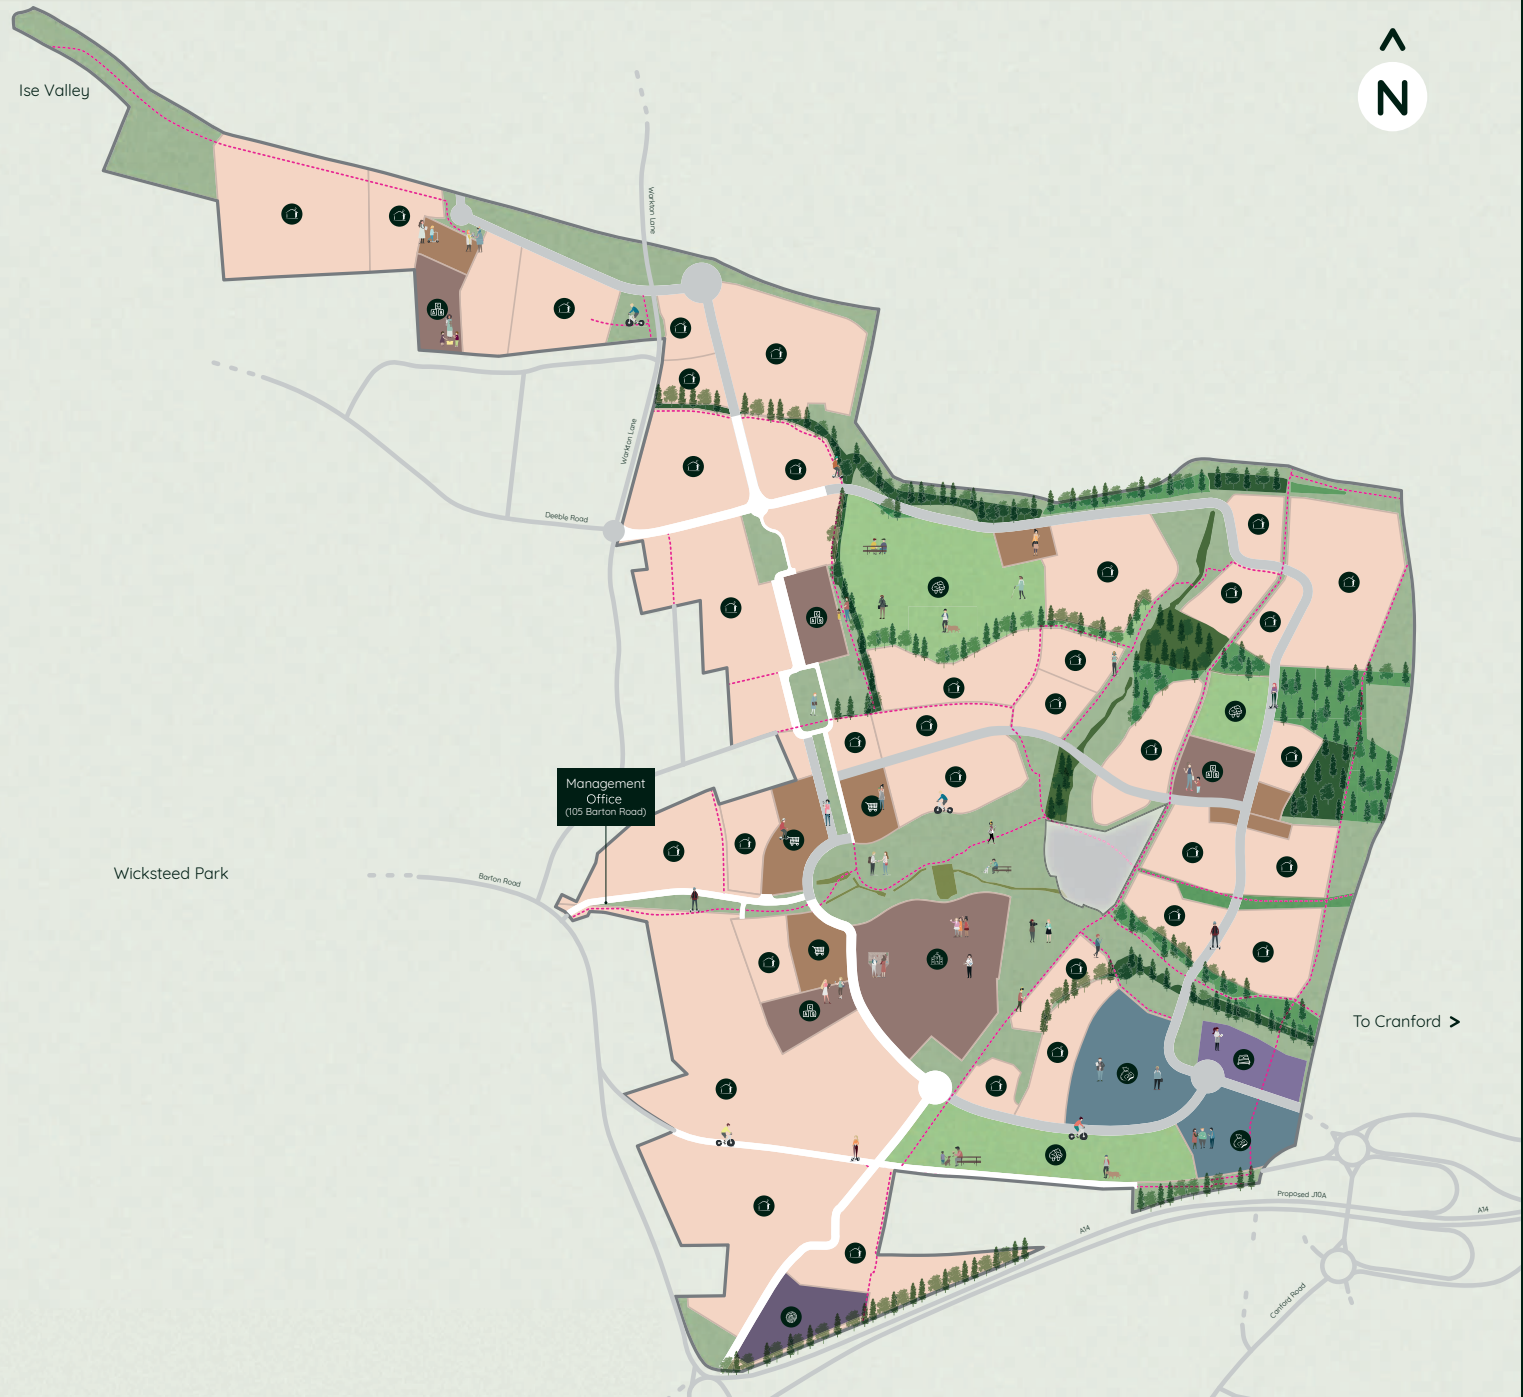 N
Ise Valley
Warkton Lane
Warkton Lane
Deeble Road
Management
Office
(105 Barton Road)
Wicksteed Park
Barton Road
To Cranford >
Proposed J10A
A14
A14
Canford Road